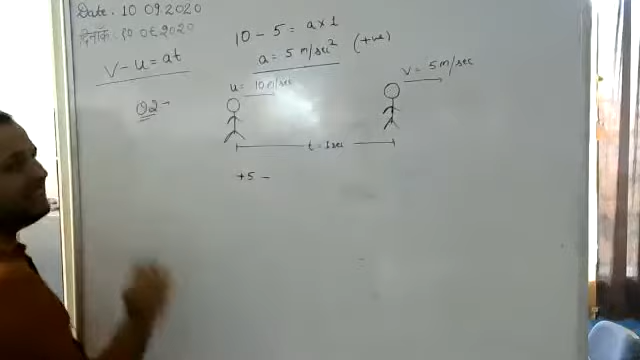 Date: 10 09 2020
दिनांक: 10 09 2020
10 - 5 = a x 1
a = 5 m/sec² (+ve)
v - u = at
Q2 →
u = 10 m/sec
v = 5 m/sec
t = 1 sec
+5 -